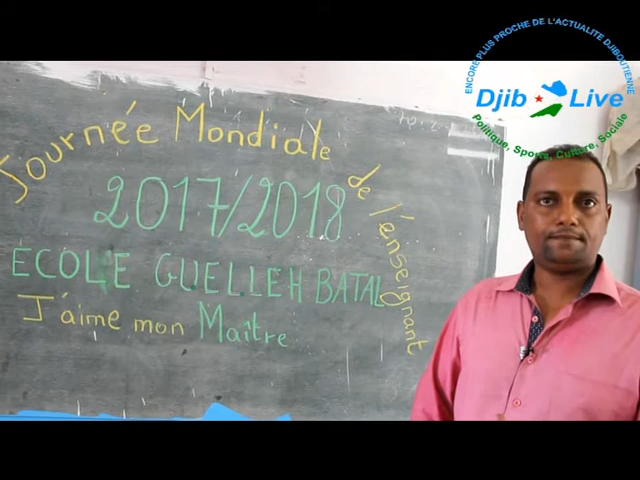 ENCORE PLUS PROCHE DE L'ACTUALITE DJIBOUTIENNE
Djib Live
Politique, Sports, Culture, Sociale
Journée Mondiale de l'enseignant
2017/2018
ECOLE GUELLEH BATAL
J'aime mon Maître